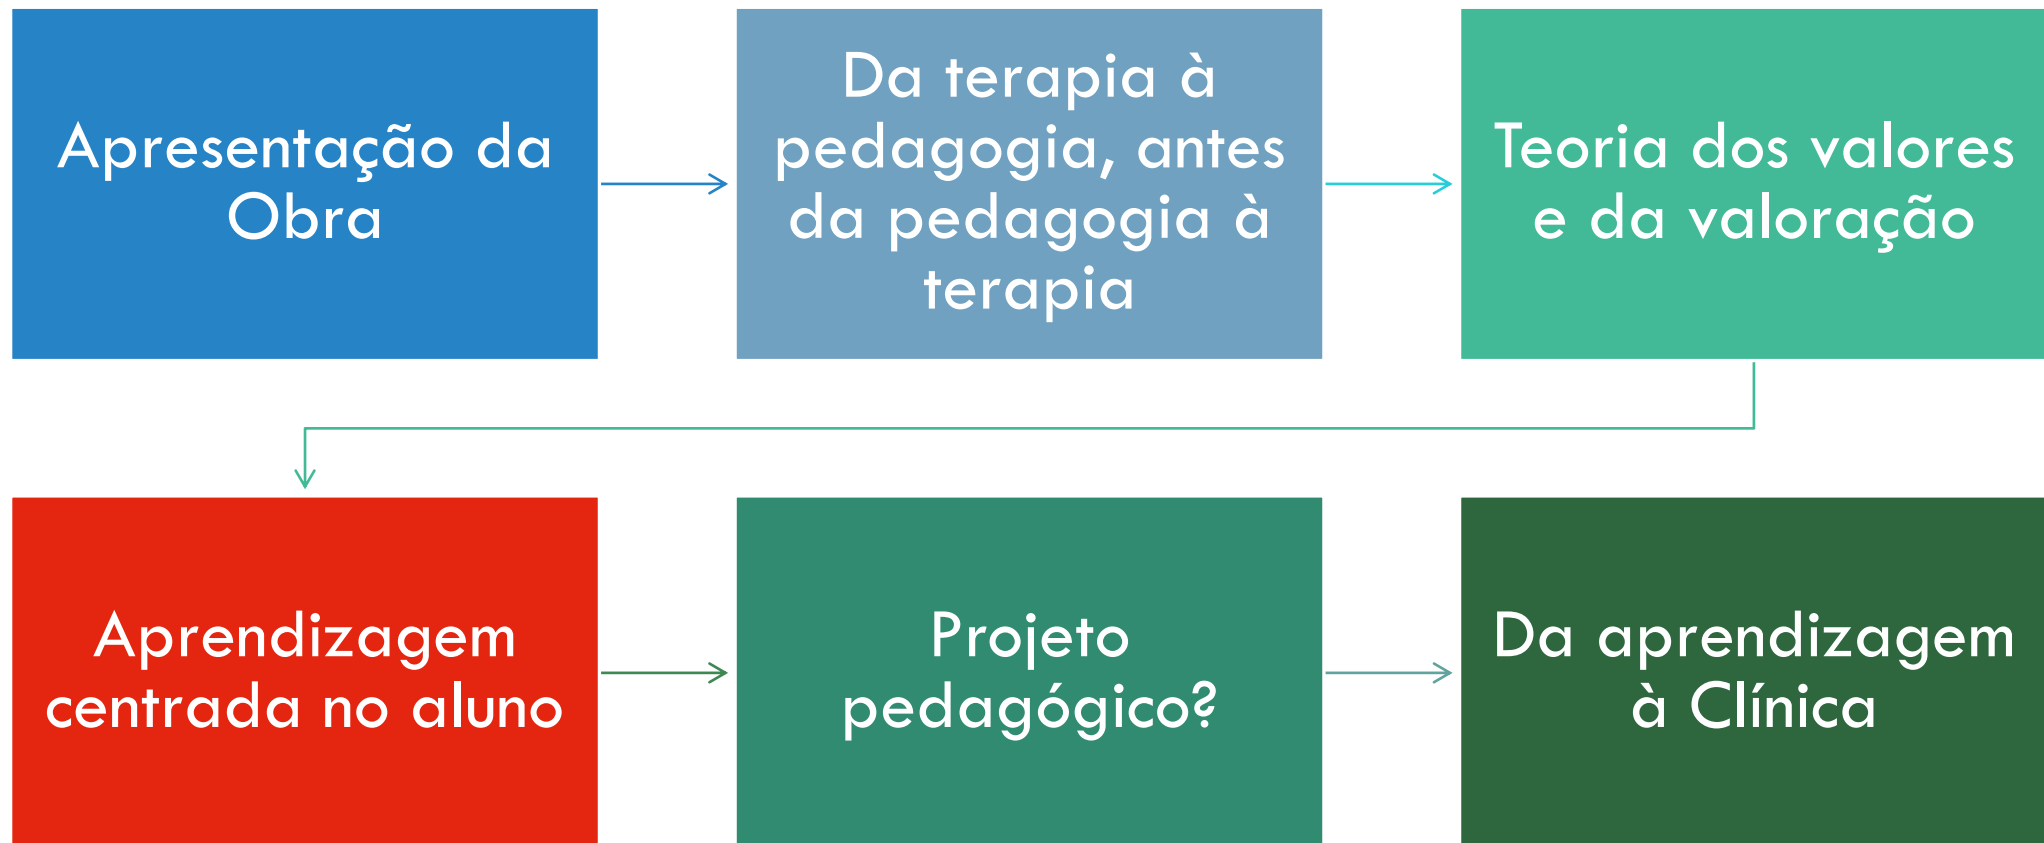 Apresentação da
Obra
Da terapia à
pedagogia, antes
da pedagogia à
terapia
Teoria dos valores
e da valoração
Aprendizagem
centrada no aluno
Projeto
pedagógico?
Da aprendizagem
à Clínica